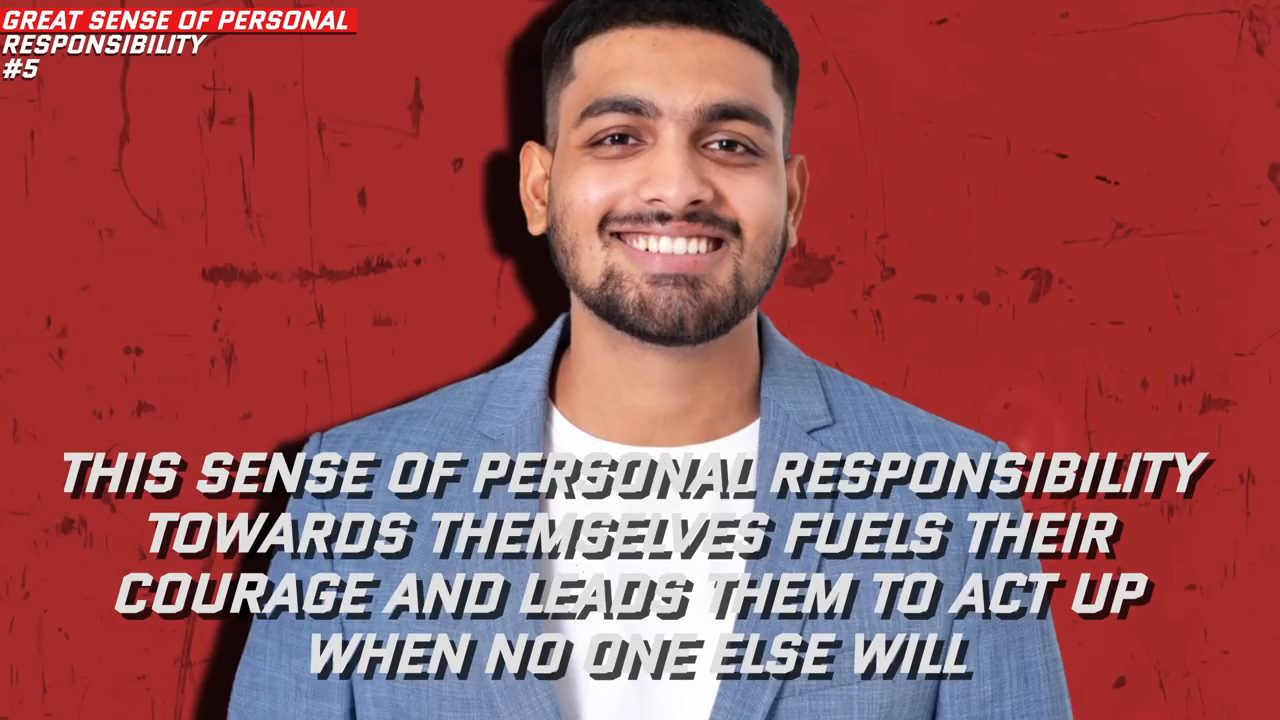 GREAT SENSE OF PERSONAL
RESPONSIBILITY
#5
THIS SENSE OF PERSONAL RESPONSIBILITY
TOWARDS THEMSELVES FUELS THEIR
COURAGE AND LEADS THEM TO ACT UP
WHEN NO ONE ELSE WILL